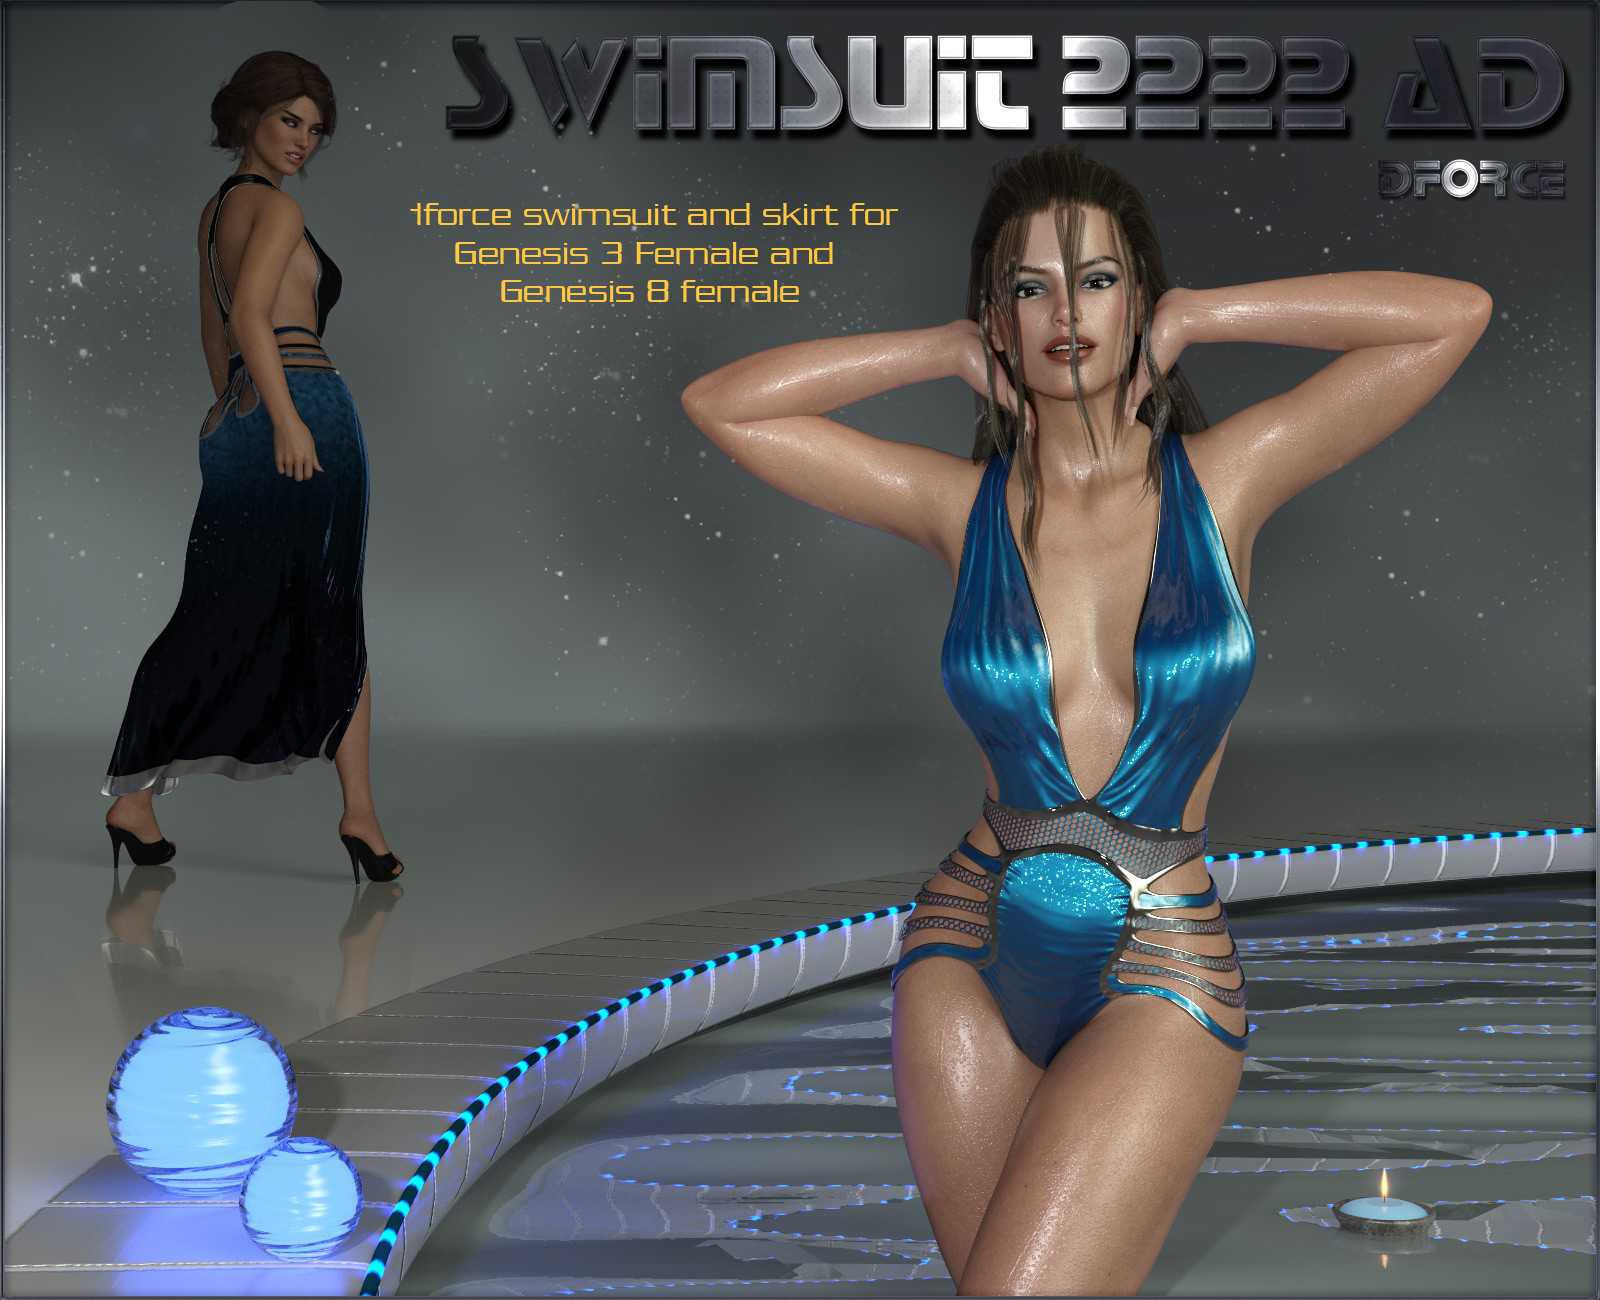 SWIMSUIT 2222 AD
DFORCE
dforce swimsuit and skirt for
Genesis 3 Female and
Genesis 8 female